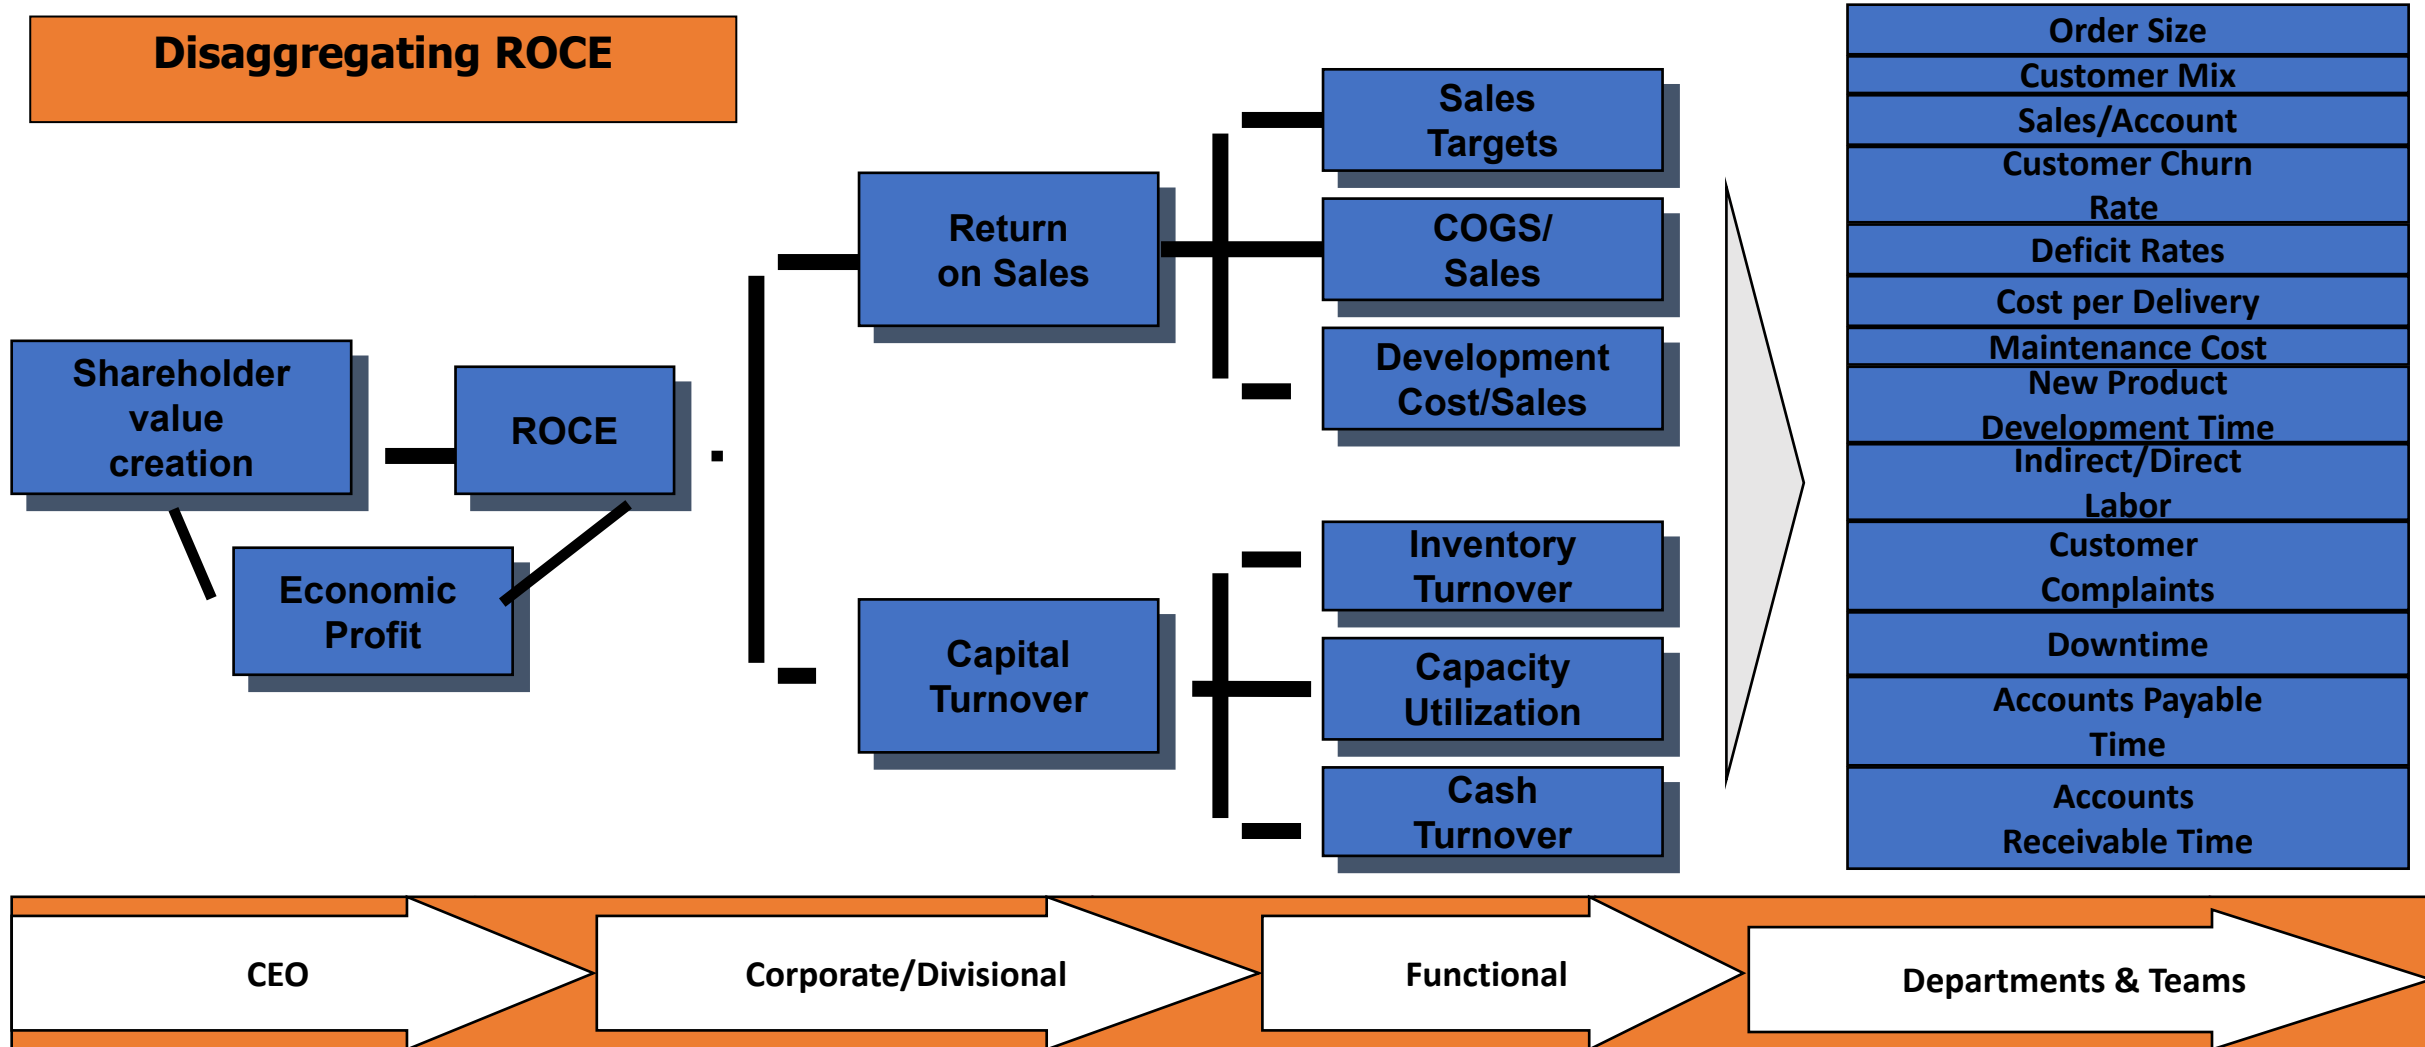 Disaggregating ROCE
Shareholder
value
creation
ROCE
Economic
Profit
Return
on Sales
Capital
Turnover
Sales
Targets
COGS/
Sales
Development
Cost/Sales
Inventory
Turnover
Capacity
Utilization
Cash
Turnover
Order Size
Customer Mix
Sales/Account
Customer Churn
Rate
Deficit Rates
Cost per Delivery
Maintenance Cost
New Product
Development Time
Indirect/Direct
Labor
Customer
Complaints
Downtime
Accounts Payable
Time
Accounts
Receivable Time
CEO
Corporate/Divisional
Functional
Departments & Teams